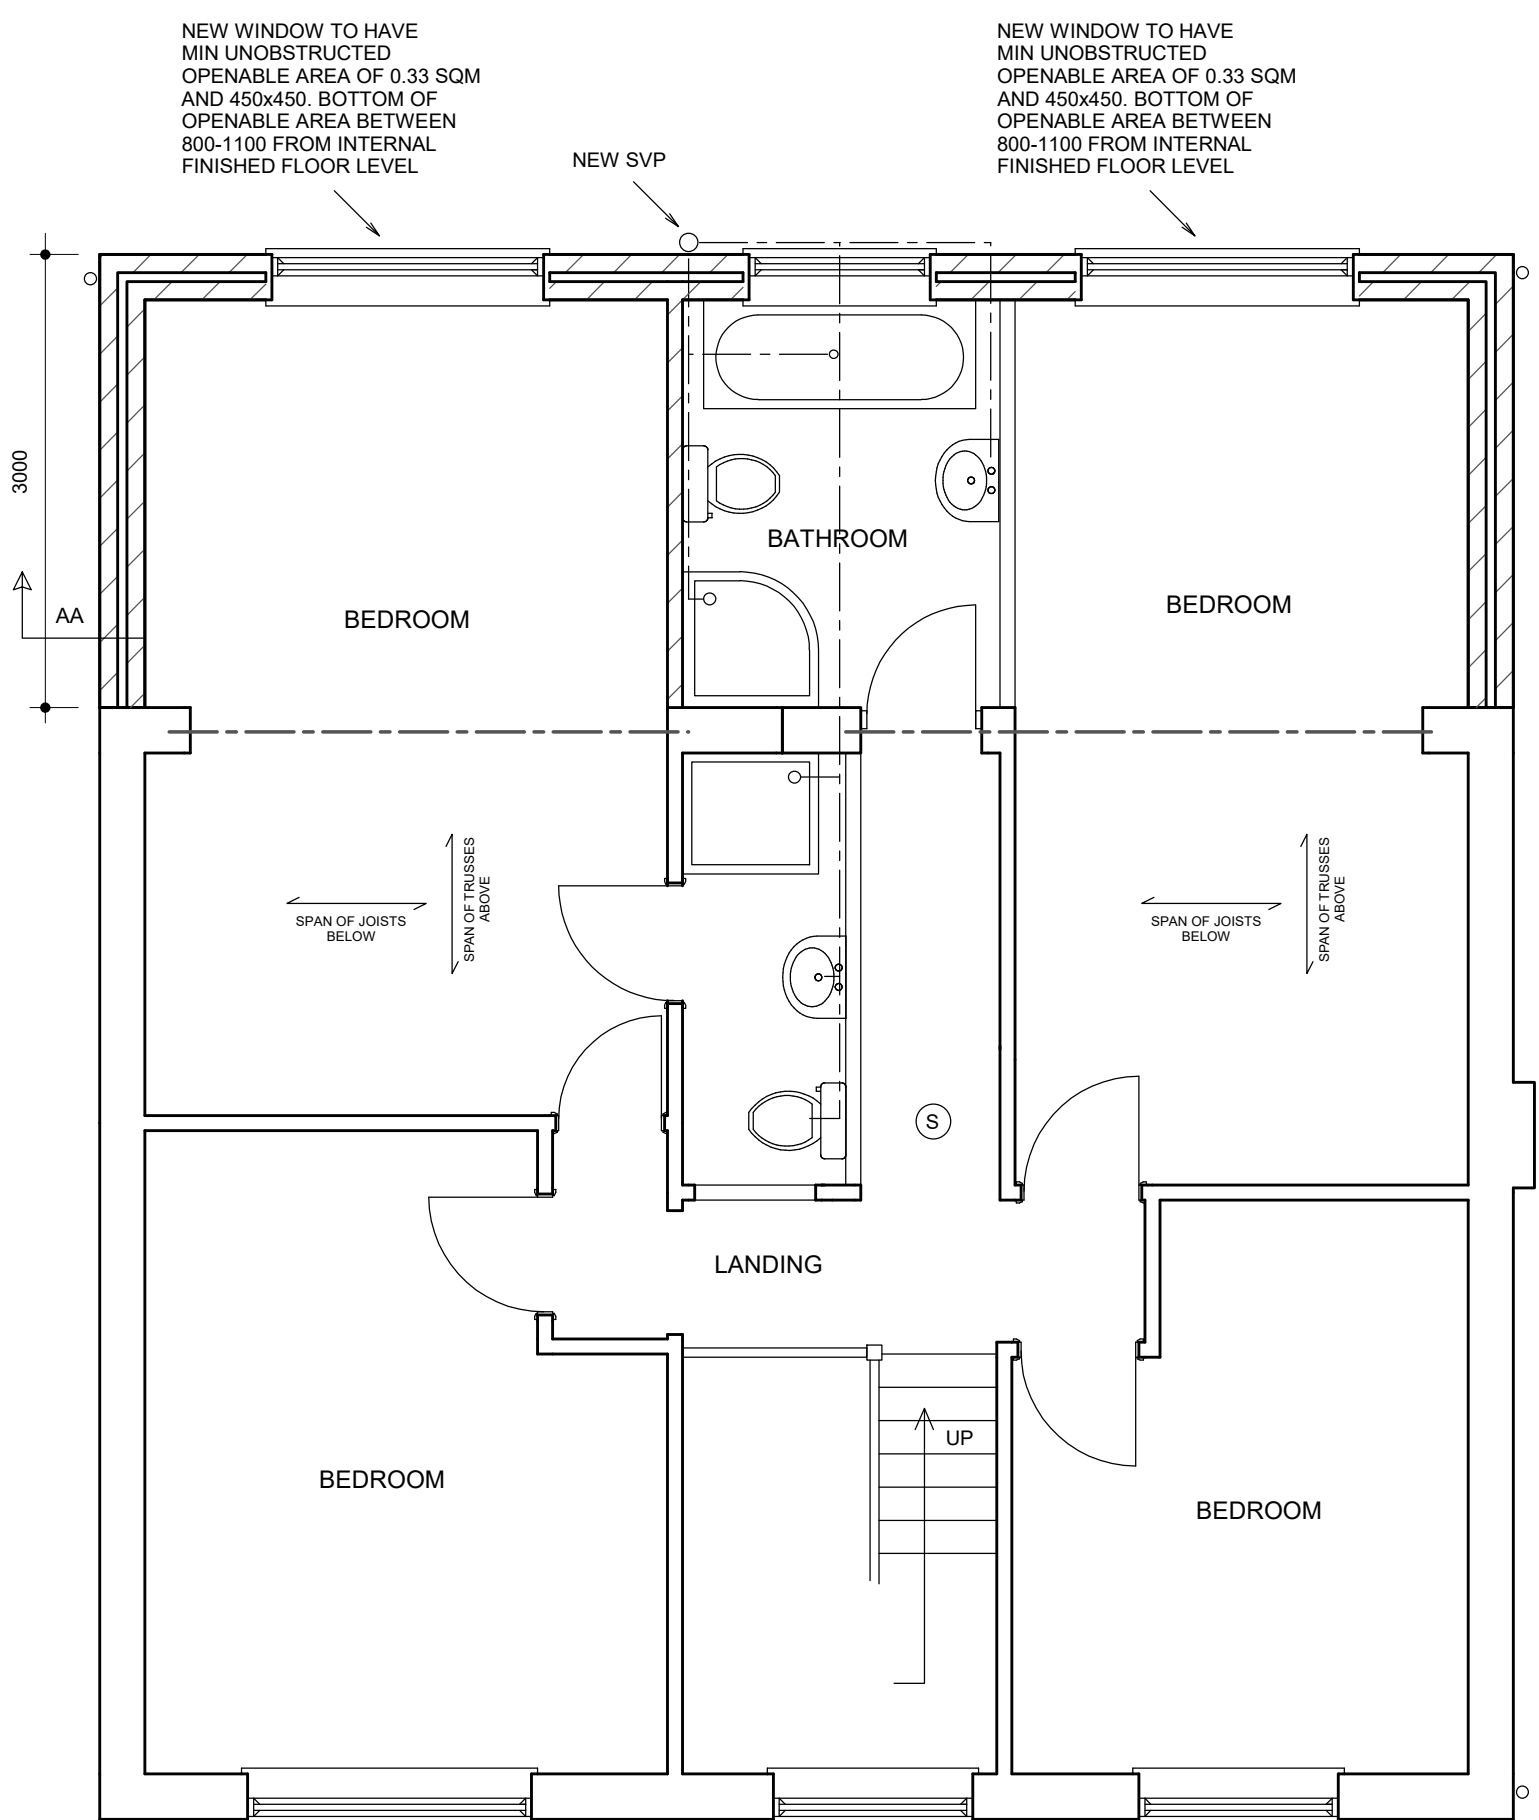 NEW WINDOW TO HAVE
MIN UNOBSTRUCTED
OPENABLE AREA OF 0.33 SQM
AND 450x450. BOTTOM OF
OPENABLE AREA BETWEEN
800-1100 FROM INTERNAL
FINISHED FLOOR LEVEL
NEW SVP
NEW WINDOW TO HAVE
MIN UNOBSTRUCTED
OPENABLE AREA OF 0.33 SQM
AND 450x450. BOTTOM OF
OPENABLE AREA BETWEEN
800-1100 FROM INTERNAL
FINISHED FLOOR LEVEL
3000
AA
BEDROOM
BATHROOM
BEDROOM
SPAN OF JOISTS
BELOW
SPAN OF TRUSSES
ABOVE
SPAN OF JOISTS
BELOW
SPAN OF TRUSSES
ABOVE
S
LANDING
UP
BEDROOM
BEDROOM